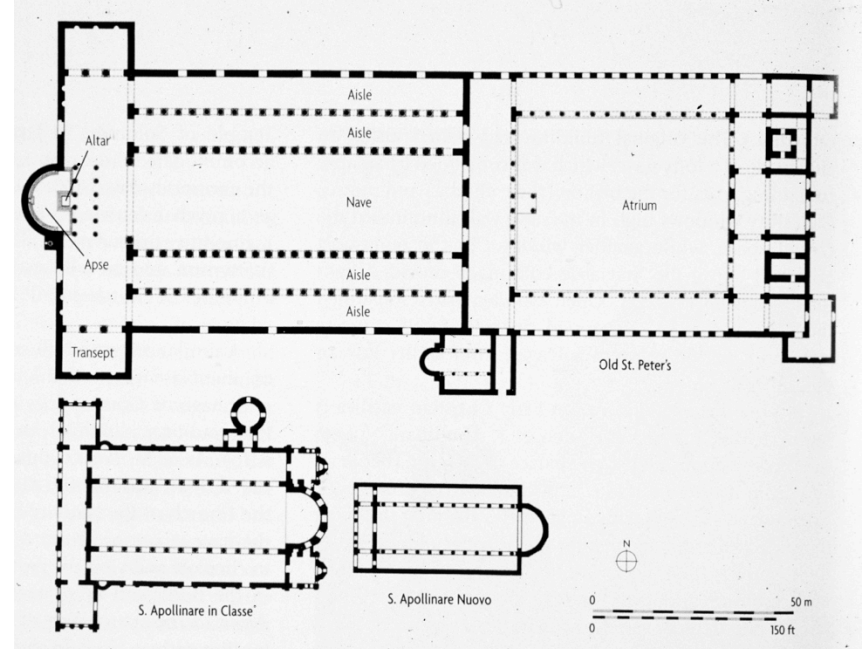 Aisle
Aisle
Altar
Nave
Atrium
Apse
Aisle
Aisle
Transept
Old St. Peter's
S. Apollinare in Classe
S. Apollinare Nuovo
N
0 50 m
0 150 ft